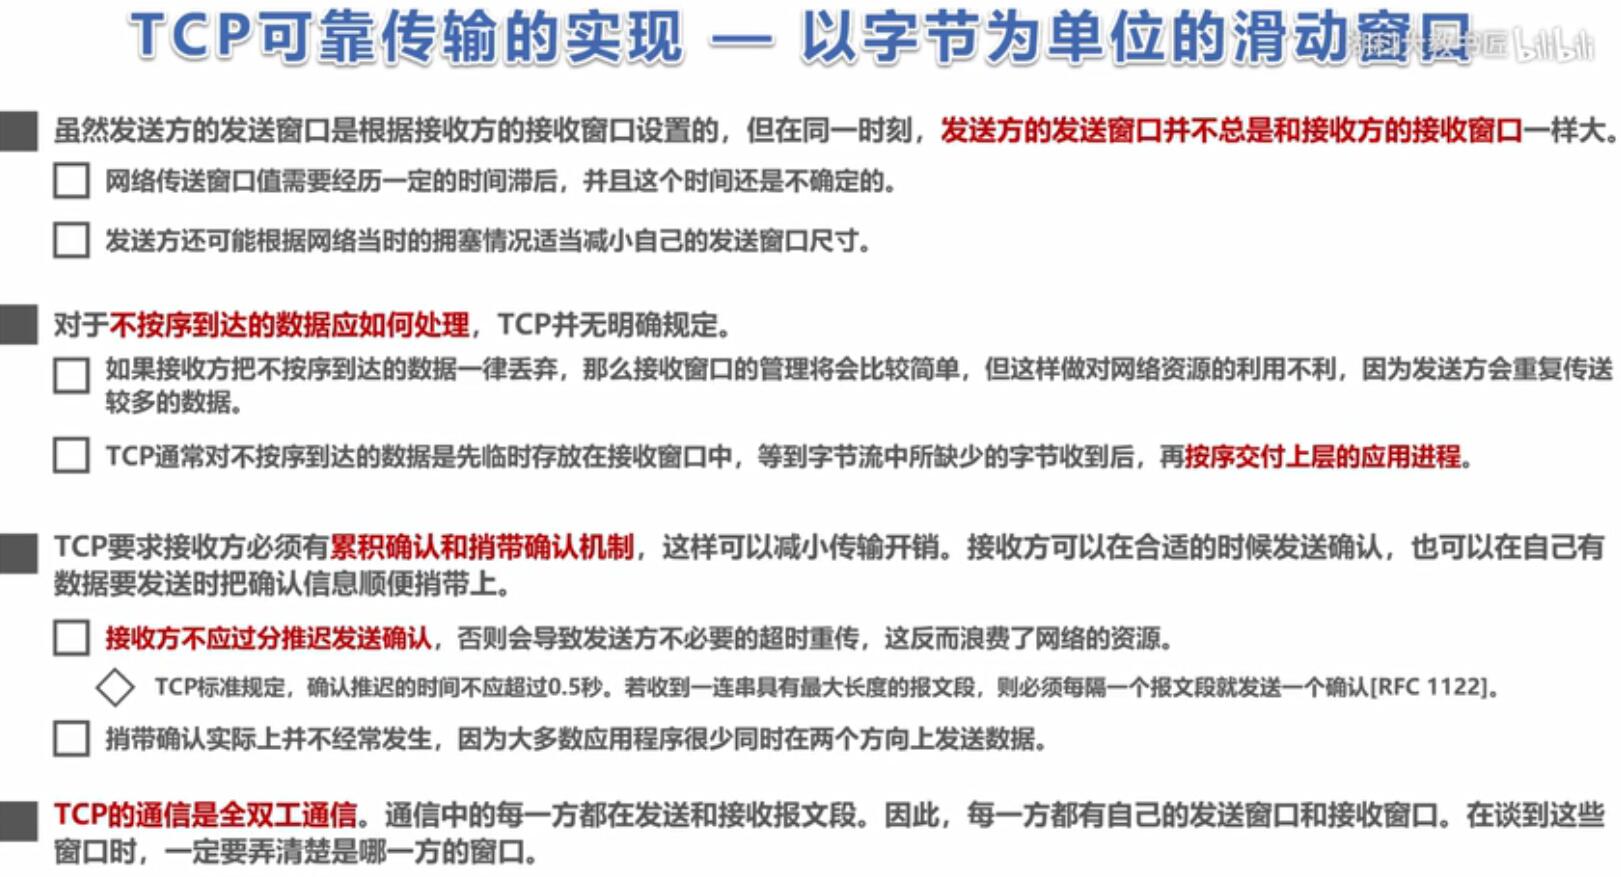 TCP可靠传输的实现 — 以字节为单位的滑动窗口
bilibili
虽然发送方的发送窗口是根据接收方的接收窗口设置的，但在同一时刻，发送方的发送窗口并不总是和接收方的接收窗口一样大。
网络传送窗口值需要经历一定的时间滞后，并且这个时间还是不确定的。
发送方还可能根据网络当时的拥塞情况适当减小自己的发送窗口尺寸。
对于不按序到达的数据应如何处理，TCP并无明确规定。
如果接收方把不按序到达的数据一律丢弃，那么接收窗口的管理将会比较简单，但这样做对网络资源的利用不利，因为发送方会重复传送
较多的数据。
TCP通常对不按序到达的数据是先临时存放在接收窗口中，等到字节流中所缺少的字节收到后，再按序交付上层的应用进程。
TCP要求接收方必须有累积确认和捎带确认机制，这样可以减小传输开销。接收方可以在合适的时候发送确认，也可以在自己有
数据要发送时把确认信息顺便捎带上。
接收方不应过分推迟发送确认，否则会导致发送方不必要的超时重传，这反而浪费了网络的资源。
TCP标准规定，确认推迟的时间不应超过0.5秒。若收到一连串具有最大长度的报文段，则必须每隔一个报文段就发送一个确认[RFC 1122]。
捎带确认实际上并不经常发生，因为大多数应用程序很少同时在两个方向上发送数据。
TCP的通信是全双工通信。通信中的每一方都在发送和接收报文段。因此，每一方都有自己的发送窗口和接收窗口。在谈到这些
窗口时，一定要弄清楚是哪一方的窗口。